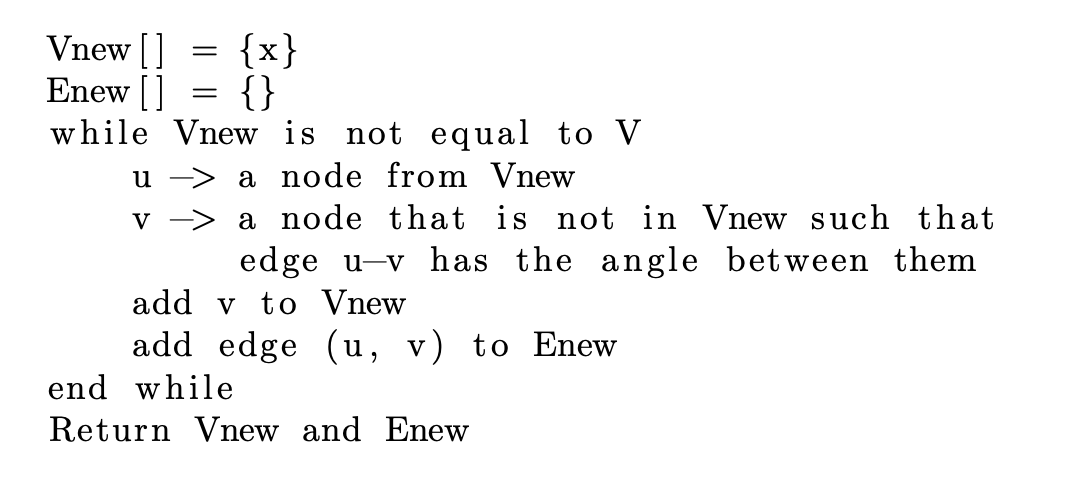 Vnew[] = {x}
Enew[] = {}
while Vnew is not equal to V
u —> a node from Vnew
v —> a node that is not in Vnew such that
edge u—v has the angle between them
add v to Vnew
add edge (u, v) to Enew
end while
Return Vnew and Enew